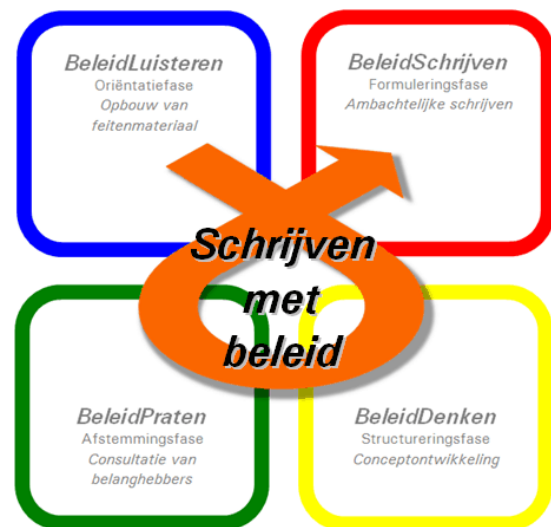 BeleidLuisteren
Oriëntatiefase
Opbouw van
feitenmateriaal
BeleidSchrijven
Formuleringsfase
Ambachtelijke schrijven
Schrijven
met
beleid
BeleidPraten
Afstemmingsfase
Consultatie van
belanghebbers
BeleidDenken
Structureringsfase
Conceptontwikkeling